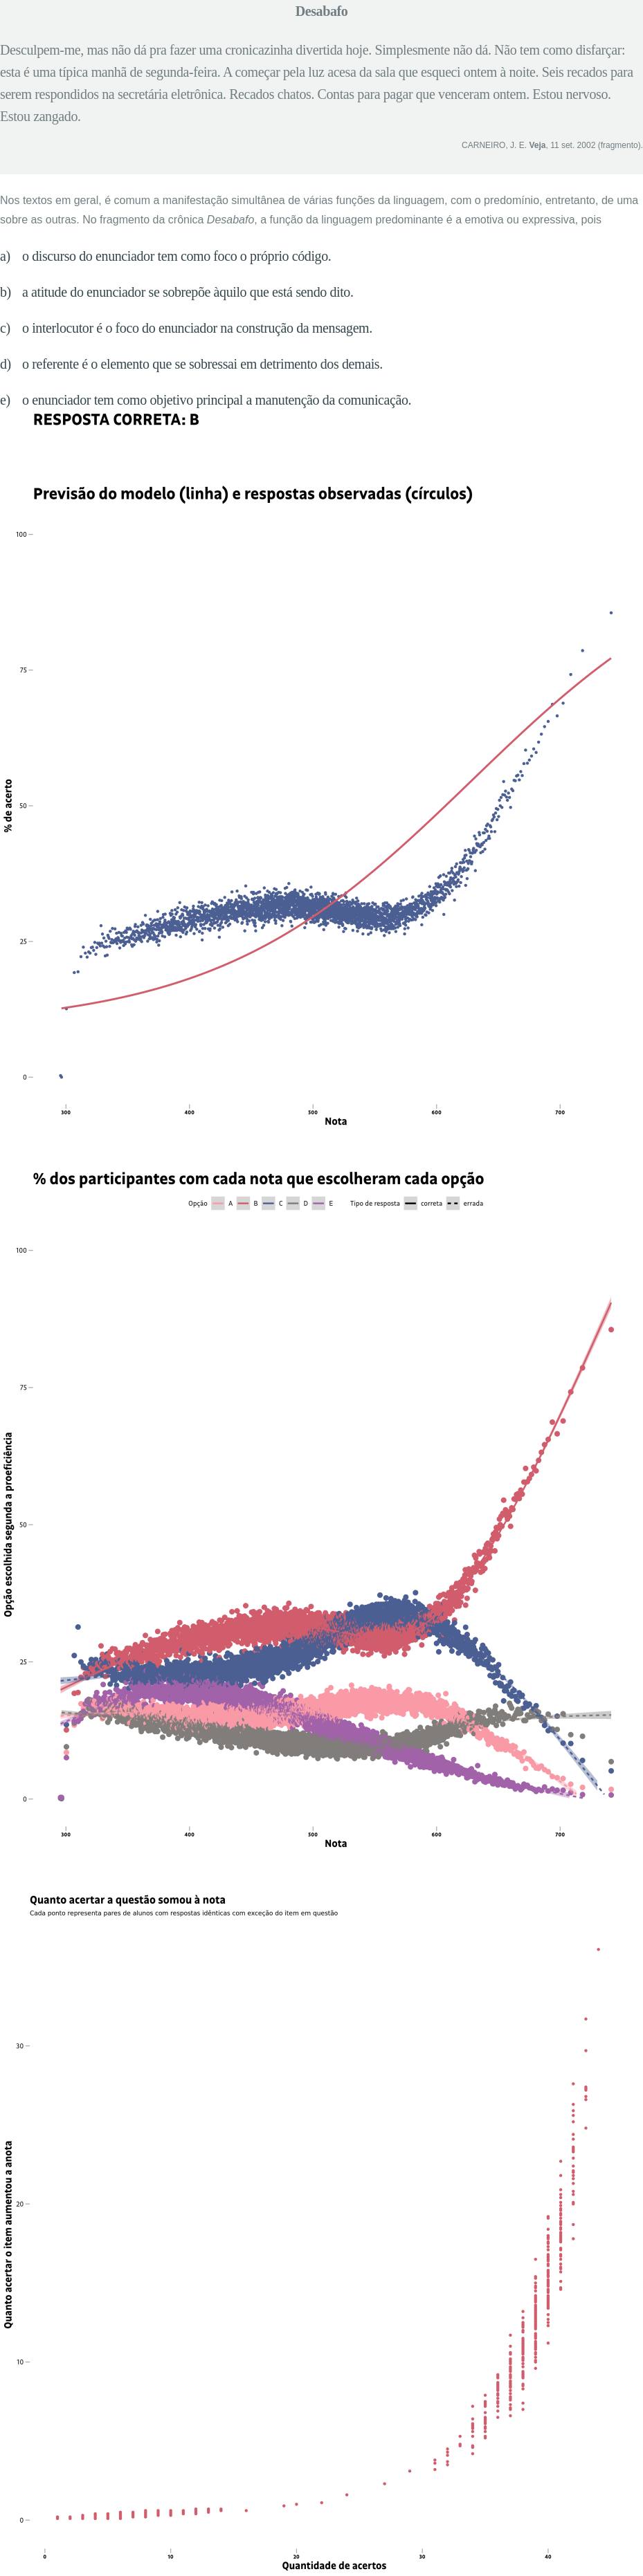 Desabafo
Desculpem-me, mas não dá pra fazer uma cronicazinha divertida hoje. Simplesmente não dá. Não tem como disfarçar:
esta é uma típica manhã de segunda-feira. A começar pela luz acesa da sala que esqueci ontem à noite. Seis recados para
serem respondidos na secretária eletrônica. Recados chatos. Contas para pagar que venceram ontem. Estou nervoso.
Estou zangado.
CARNEIRO, J. E. Veja, 11 set. 2002 (fragmento).
Nos textos em geral, é comum a manifestação simultânea de várias funções da linguagem, com o predomínio, entretanto, de uma
sobre as outras. No fragmento da crônica Desabafo, a função da linguagem predominante é a emotiva ou expressiva, pois
a) o discurso do enunciador tem como foco o próprio código.
b) a atitude do enunciador se sobrepõe àquilo que está sendo dito.
c) o interlocutor é o foco do enunciador na construção da mensagem.
d) o referente é o elemento que se sobressai em detrimento dos demais.
e) o enunciador tem como objetivo principal a manutenção da comunicação.
RESPOSTA CORRETA: B
Previsão do modelo (linha) e respostas observadas (círculos)
100
75
% de acerto
50
25
0
300 400 500 600 700
Nota
% dos participantes com cada nota que escolheram cada opção
Opção A B C D E Tipo de resposta correta errada
100
75
Opção escolhida segunda a proeficiência
50
25
0
300 400 500 600 700
Nota
Quanto acertar a questão somou à nota
Cada ponto representa pares de alunos com respostas idênticas com exceção do item em questão
30
Quanto acertar o item aumentou a anota
20
10
0
0 10 20 30 40
Quantidade de acertos